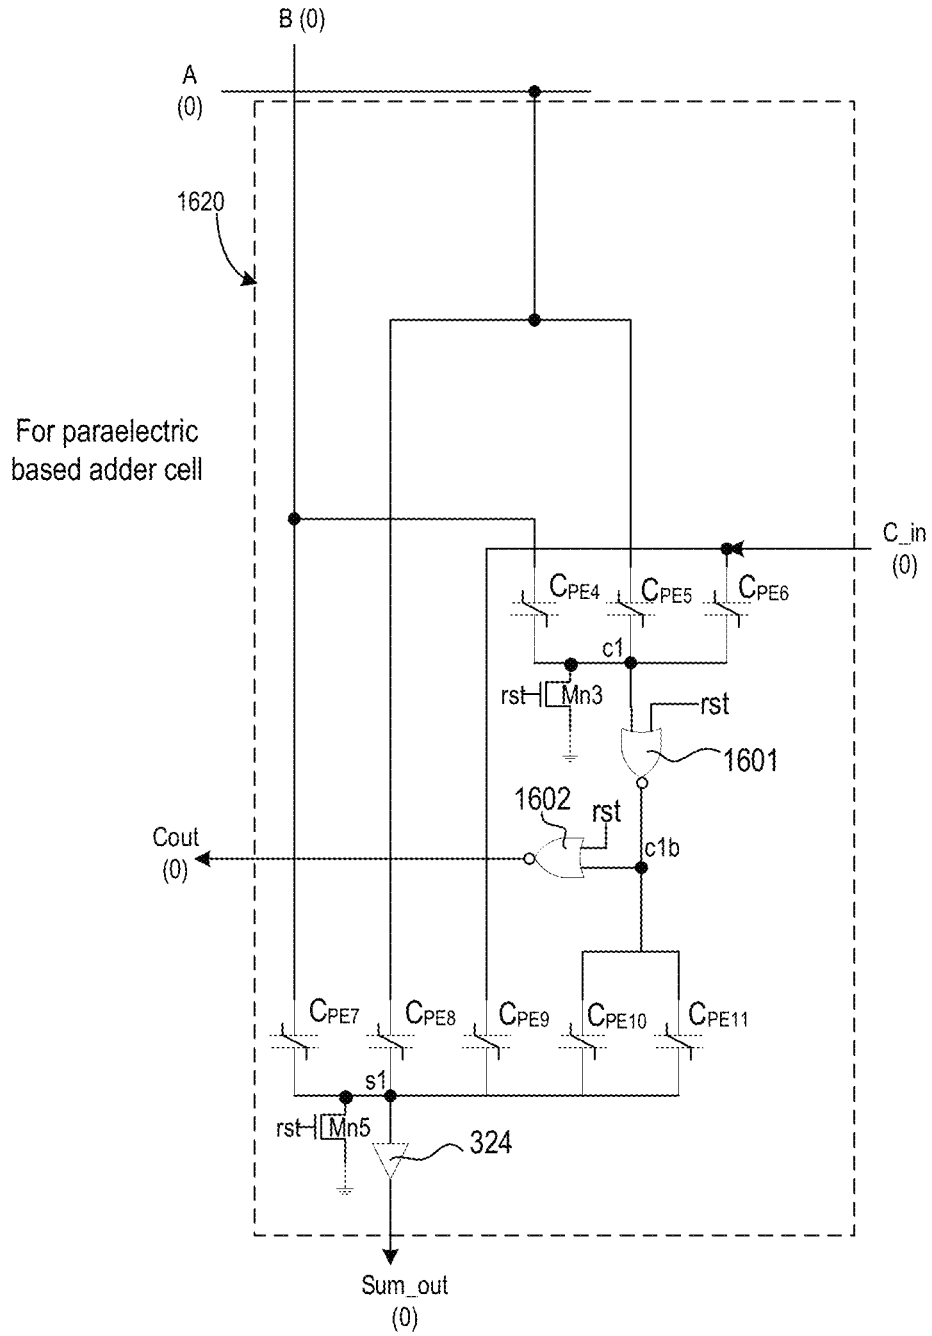 B (0)
A
(0)
1620
For paraelectric
based adder cell
C_in
(0)
CPE4
CPE5
CPE6
c1
rst
Mn3
rst
1601
1602
rst
Cout
(0)
c1b
CPE7
CPE8
CPE9
CPE10
CPE11
s1
rst
Mn5
324
Sum_out
(0)